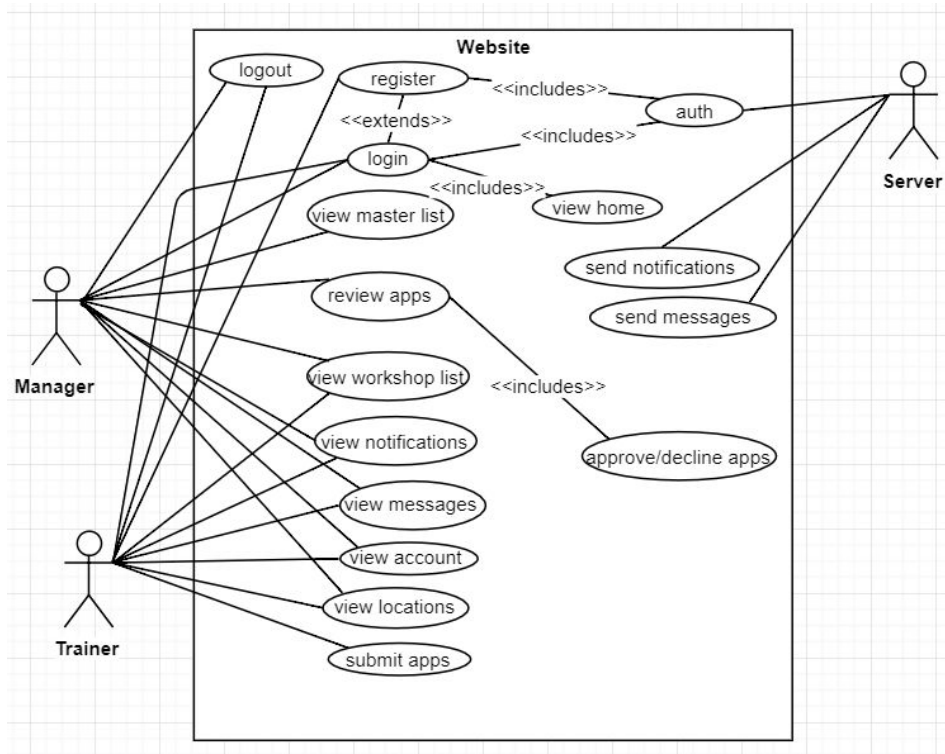 Website
logout
register
<<includes>>
auth
<<extends>>
<<includes>>
login
<<includes>>
view home
Server
view master list
send notifications
review apps
send messages
Manager
view workshop list
<<includes>>
view notifications
approve/decline apps
view messages
view account
view locations
Trainer
submit apps